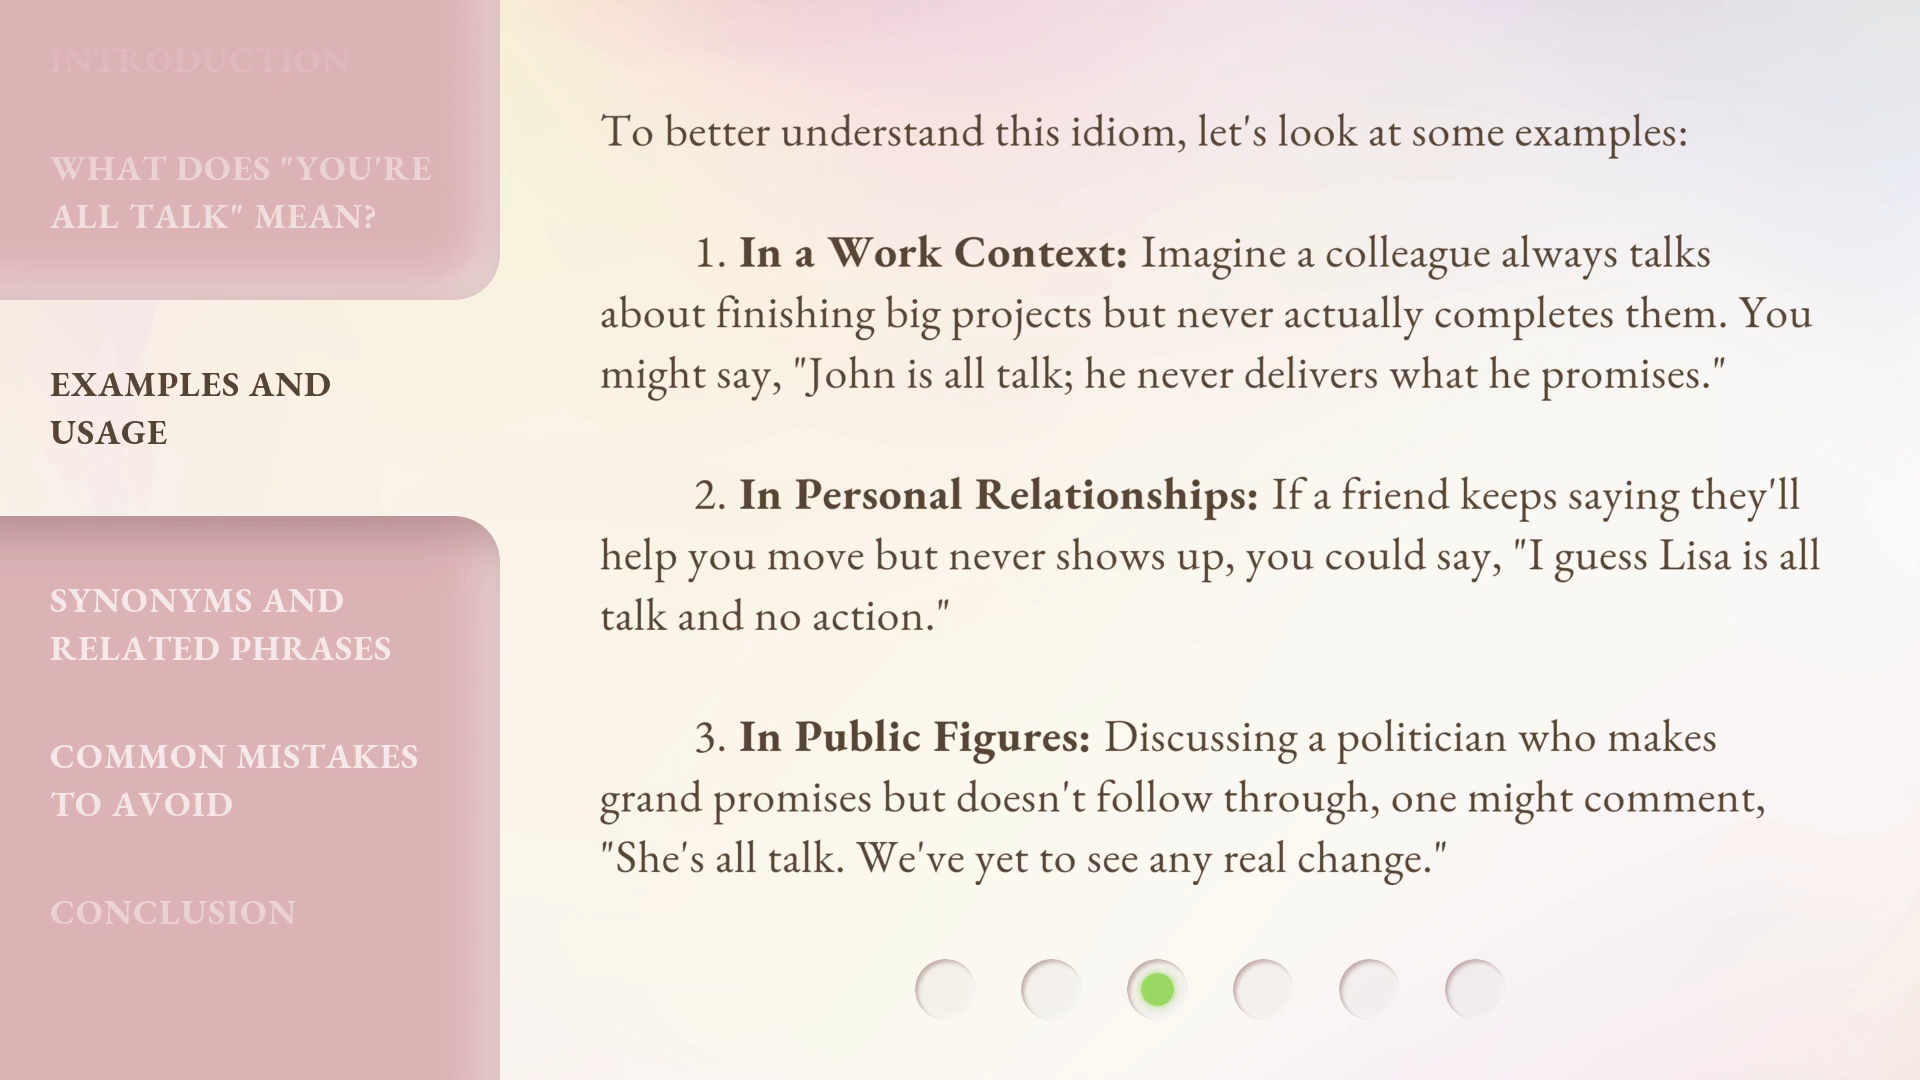 INTRODUCTION
WHAT DOES "YOU'RE
ALL TALK" MEAN?
EXAMPLES AND
USAGE
SYNONYMS AND
RELATED PHRASES
COMMON MISTAKES
TO AVOID
CONCLUSION
To better understand this idiom, let's look at some examples:
1. In a Work Context: Imagine a colleague always talks
about finishing big projects but never actually completes them. You
might say, "John is all talk; he never delivers what he promises."
2. In Personal Relationships: If a friend keeps saying they'll
help you move but never shows up, you could say, "I guess Lisa is all
talk and no action."
3. In Public Figures: Discussing a politician who makes
grand promises but doesn't follow through, one might comment,
"She's all talk. We've yet to see any real change."